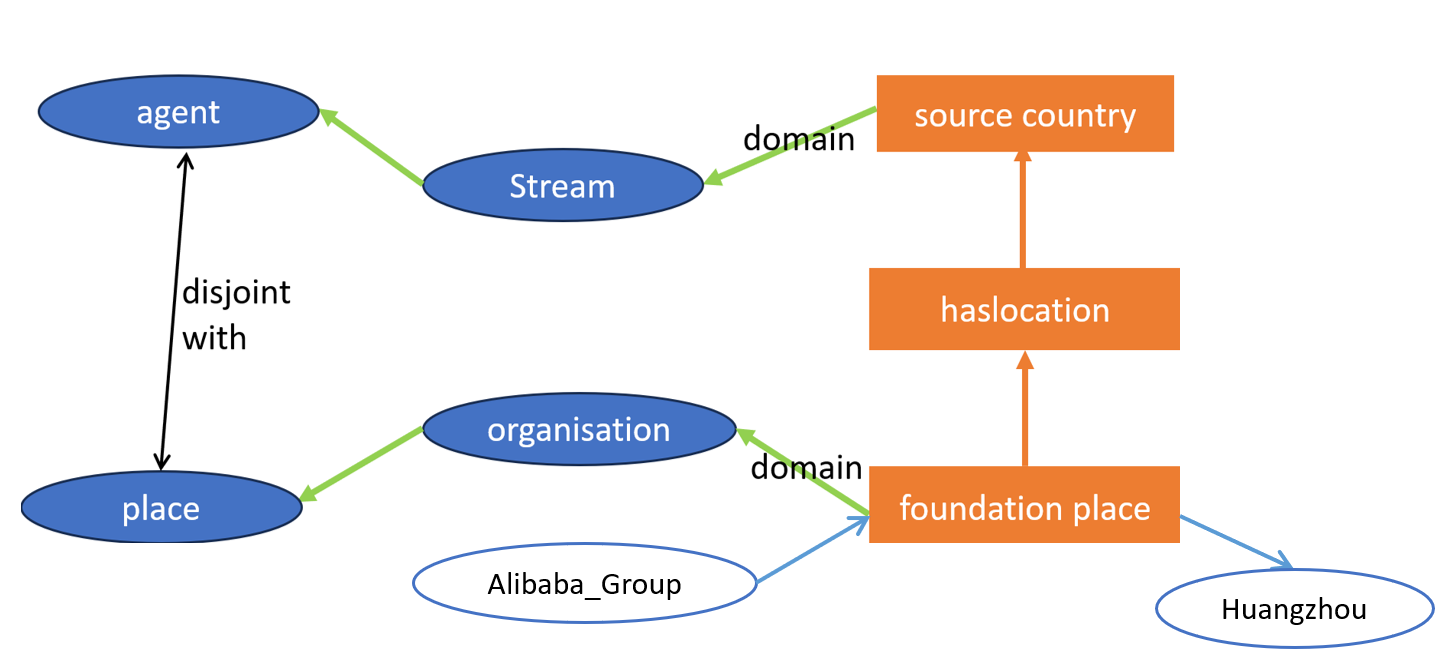 agent
source country
domain
Stream
disjoint
with
haslocation
organisation
domain
place
foundation place
Alibaba_Group
Huangzhou